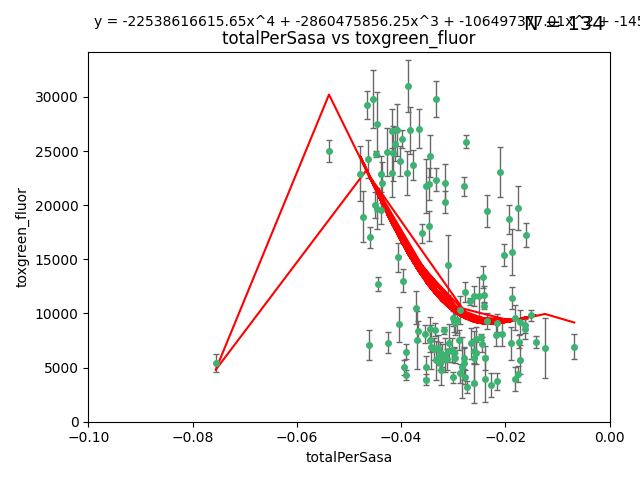 y = -22538616615.65x^4 + -2860475856.25x^3 +
N = 134
totalPerSasa vs toxgreen_fluor
30000
25000
20000
15000
10000
5000
0
toxgreen_fluor
−0.10 −0.08 −0.06 −0.04 −0.02 0.00
totalPerSasa